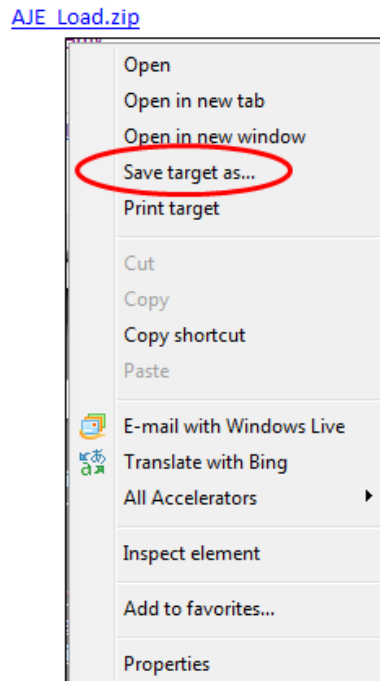 AJE_Load.zip
Open
Open in new tab
Open in new window
Save target as...
Print target
Cut
Copy
Copy shortcut
Paste
E-mail with Windows Live
Translate with Bing
All Accelerators
Inspect element
Add to favorites...
Properties